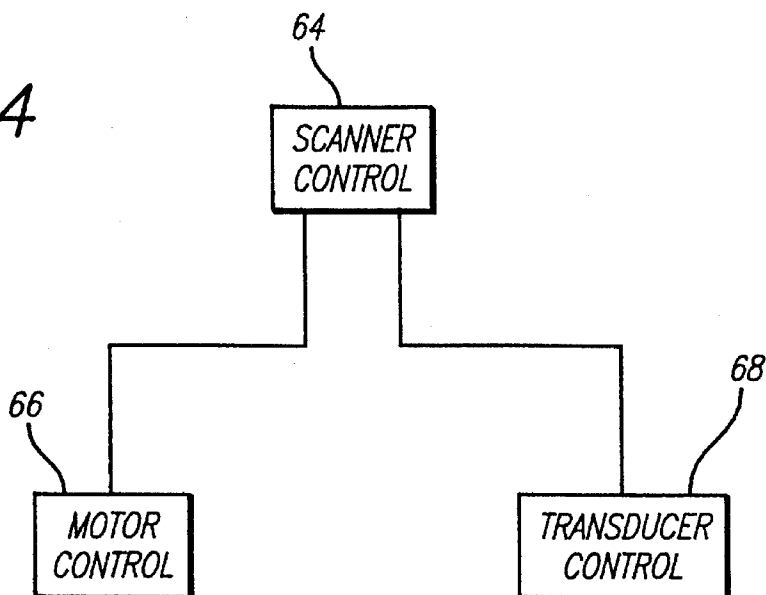 64
4
SCANNER
CONTROL
66
68
MOTOR
CONTROL
TRANSDUCER
CONTROL